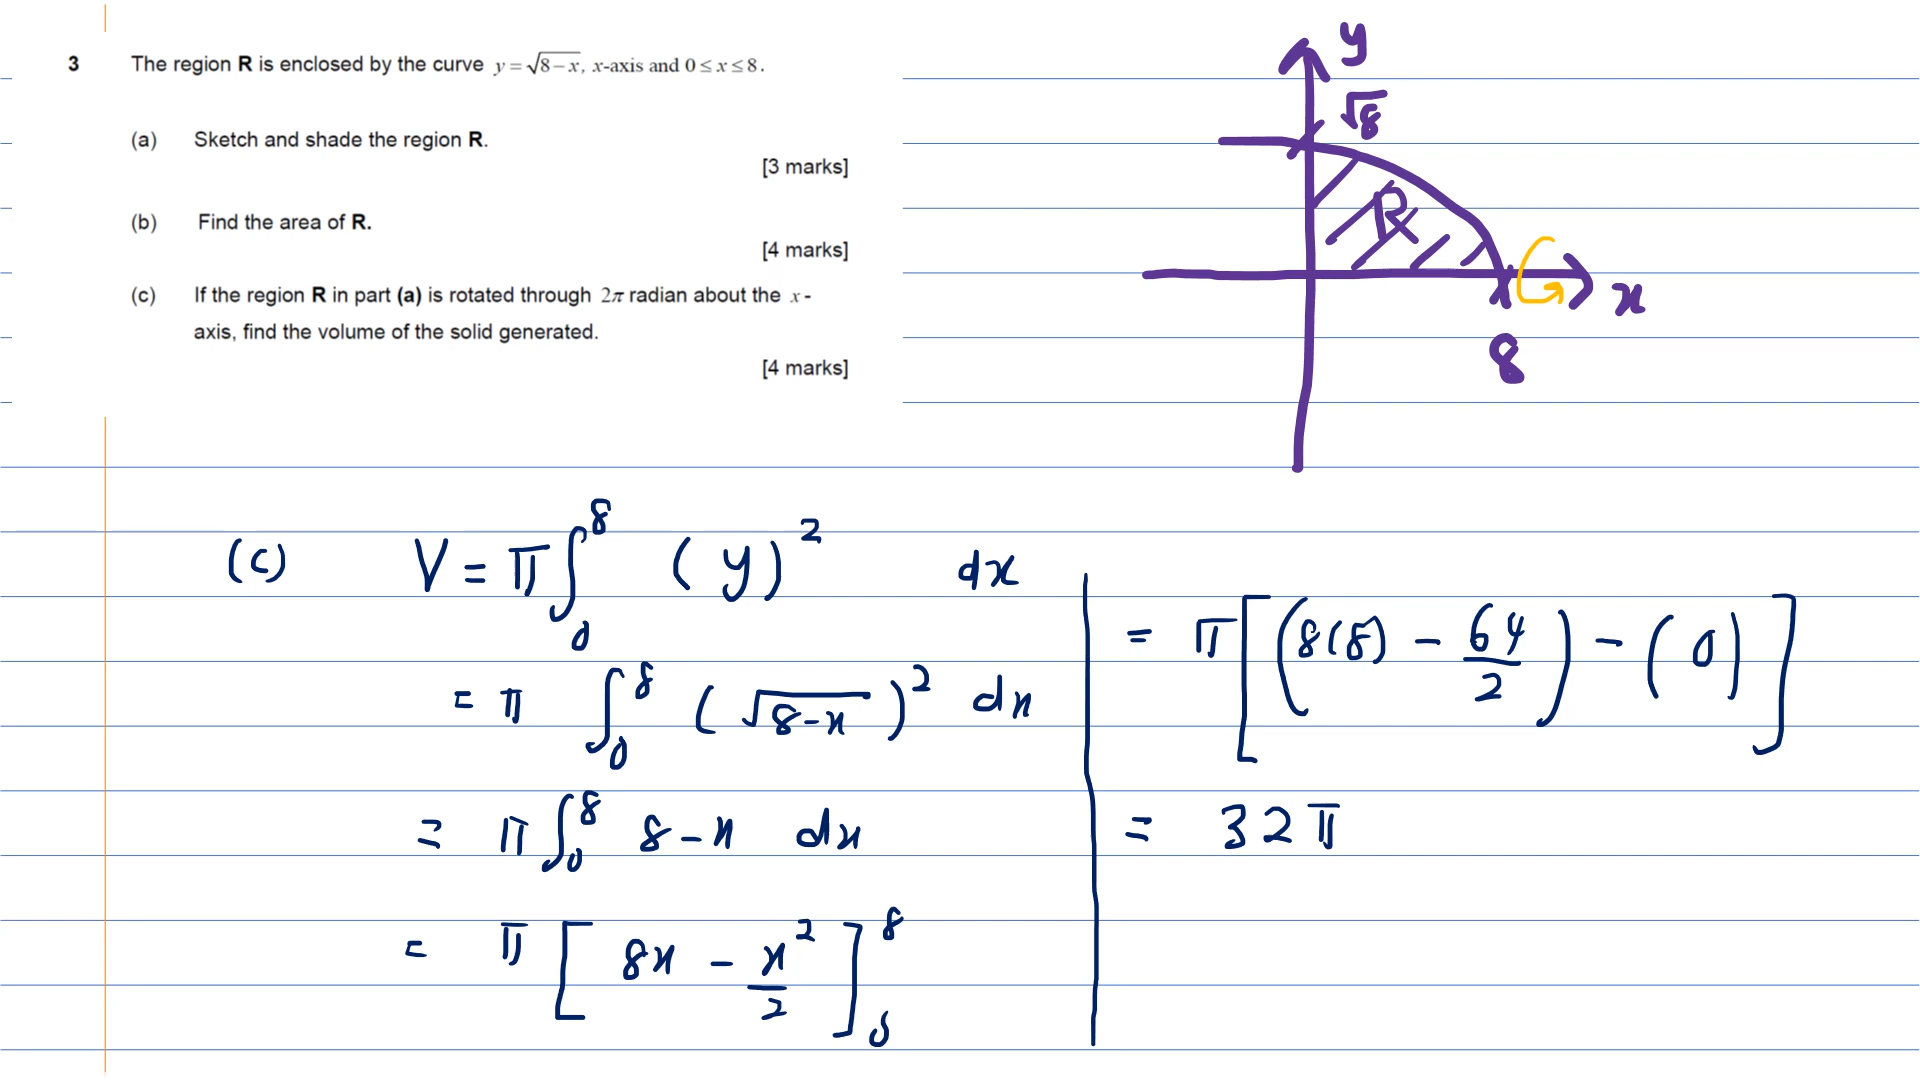 3 The region R is enclosed by the curve y = √(8 − x), x-axis and 0 ≤ x ≤ 8.
(a) Sketch and shade the region R.
[3 marks]
(b) Find the area of R.
[4 marks]
(c) If the region R in part (a) is rotated through 2π radian about the x-
axis, find the volume of the solid generated.
[4 marks]
y
√8
R
x
8
(c) V = π ∫₀⁸ (y)² dx
= π ∫₀⁸ (√(8-x))² dx
= π ∫₀⁸ 8-x dx
= π [8x - x²/2]₀⁸
= π [(8(8) - 64/2) - (0)]
= 32π